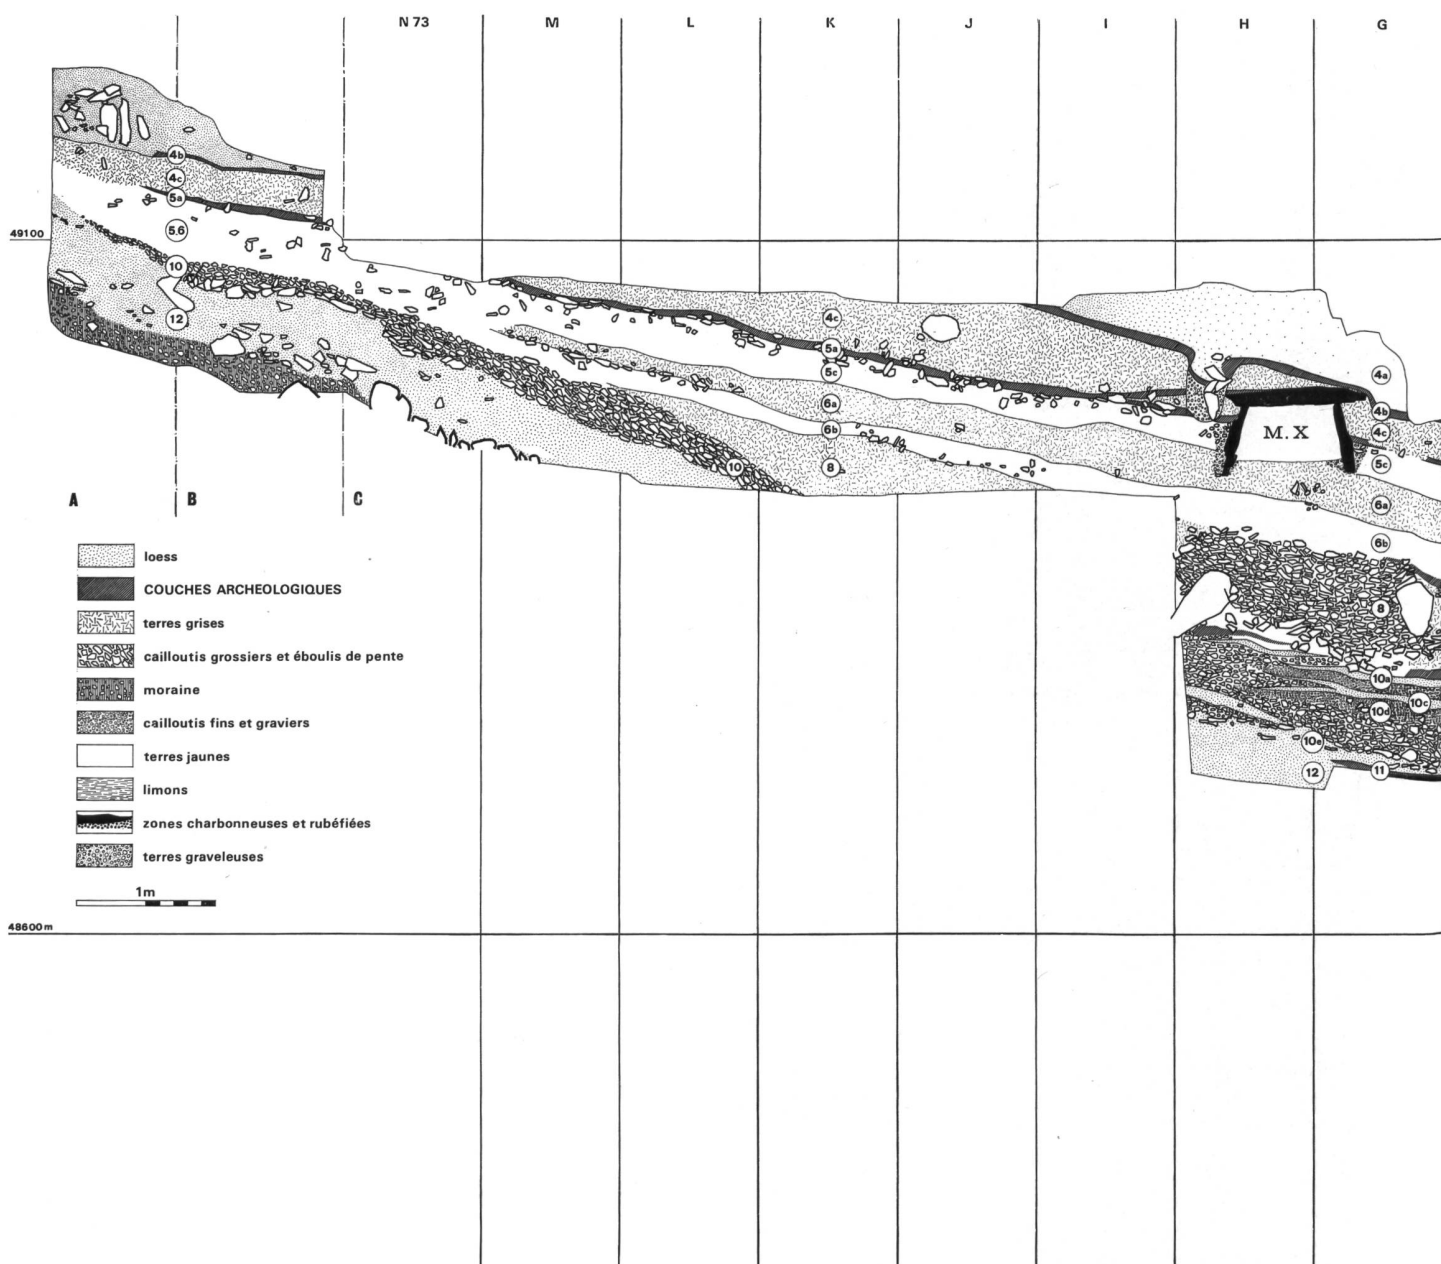 N 73 M L K J I H G
4b
4c
5a
49100
5.6
10
12
4c
5a
5c
6a
6b
10
8
4a
4b
M.X
4c
5c
6a
6b
8
10a
10c
10d
10e
12
11
A B C
loess
COUCHES ARCHEOLOGIQUES
terres grises
cailloutis grossiers et éboulis de pente
moraine
cailloutis fins et graviers
terres jaunes
limons
zones charbonneuses et rubéfiées
terres graveleuses
1m
48600 m